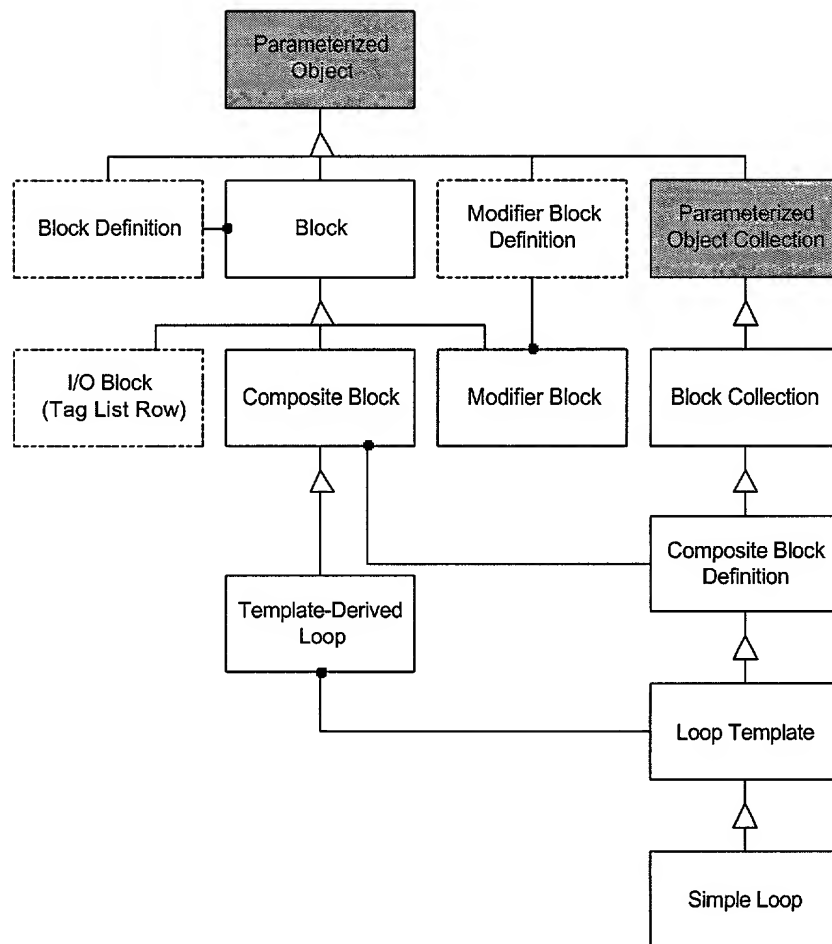 Parameterized
Object
Block Definition
Block
Modifier Block
Definition
Parameterized
Object Collection
I/O Block
(Tag List Row)
Composite Block
Modifier Block
Block Collection
Composite Block
Definition
Template-Derived
Loop
Loop Template
Simple Loop